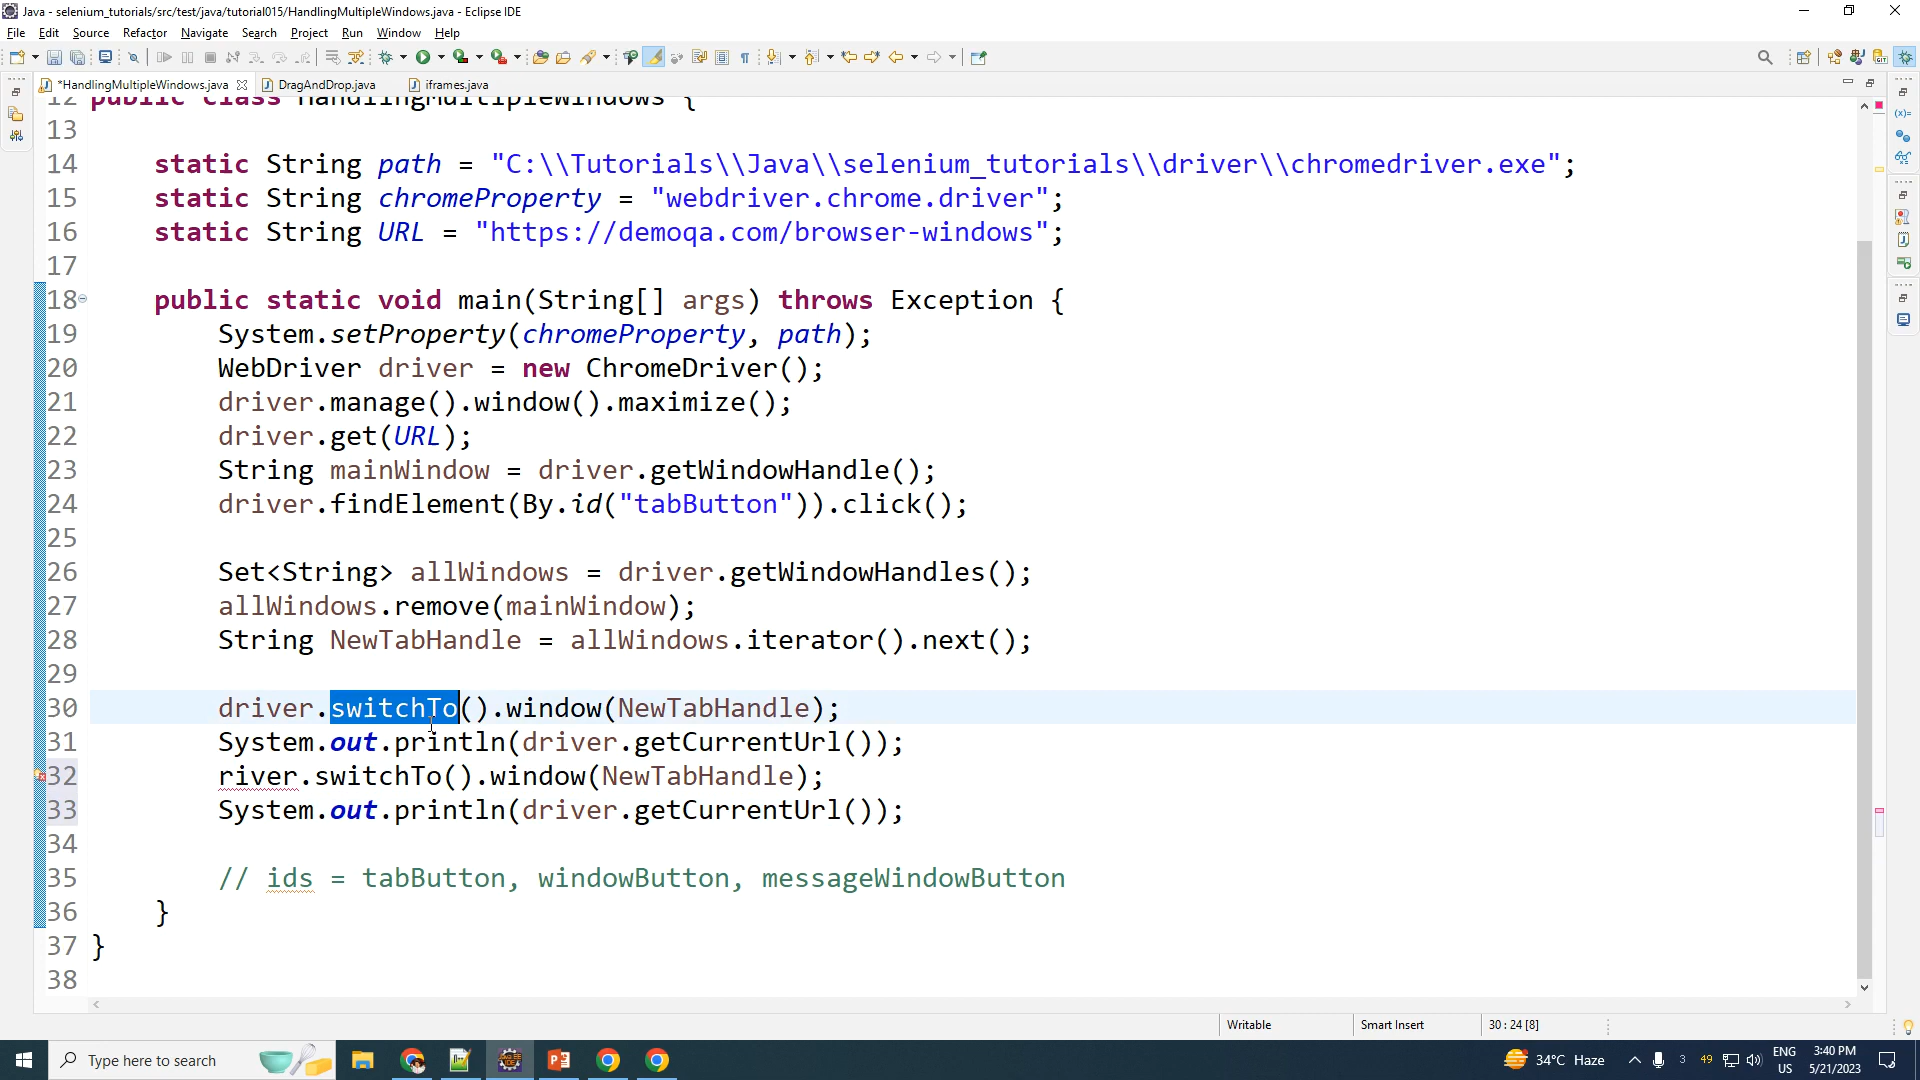 Java - selenium_tutorials/src/test/java/tutorial015/HandlingMultipleWindows.java - Eclipse IDE
File Edit Source Refactor Navigate Search Project Run Window Help
*HandlingMultipleWindows.java DragAndDrop.java iframes.java
12 public class HandlingMultipleWindows {
13
14 static String path = "C:\\Tutorials\\Java\\selenium_tutorials\\driver\\chromedriver.exe";
15 static String chromeProperty = "webdriver.chrome.driver";
16 static String URL = "https://demoqa.com/browser-windows";
17
18 public static void main(String[] args) throws Exception {
19 System.setProperty(chromeProperty, path);
20 WebDriver driver = new ChromeDriver();
21 driver.manage().window().maximize();
22 driver.get(URL);
23 String mainWindow = driver.getWindowHandle();
24 driver.findElement(By.id("tabButton")).click();
25
26 Set<String> allWindows = driver.getWindowHandles();
27 allWindows.remove(mainWindow);
28 String NewTabHandle = allWindows.iterator().next();
29
30 driver.switchTo().window(NewTabHandle);
31 System.out.println(driver.getCurrentUrl());
32 river.switchTo().window(NewTabHandle);
33 System.out.println(driver.getCurrentUrl());
34
35 // ids = tabButton, windowButton, messageWindowButton
36 }
37 }
38
Writable Smart Insert 30 : 24 [8]
Type here to search 34°C Haze 3 49 ENG US 3:40 PM 5/21/2023